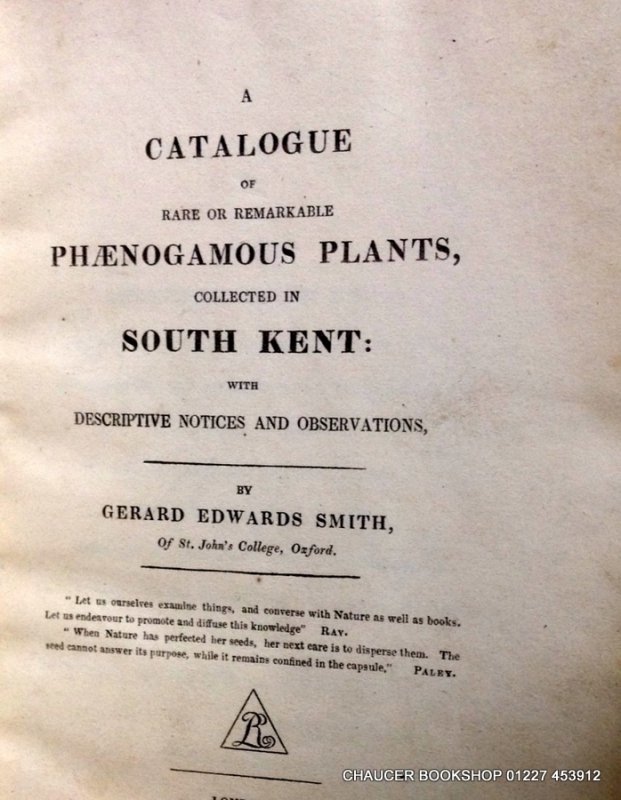 A
CATALOGUE
OF
RARE OR REMARKABLE
PHÆNOGAMOUS PLANTS,
COLLECTED IN
SOUTH KENT:
WITH
DESCRIPTIVE NOTICES AND OBSERVATIONS,
BY
GERARD EDWARDS SMITH,
Of St. John's College, Oxford.
"Let us ourselves examine things, and converse with Nature as well as books.
Let us endeavour to promote and diffuse this knowledge" RAY.
"When Nature has perfected her seeds, her next care is to disperse them. The
seed cannot answer its purpose, while it remains confined in the capsule," PALEY.
CHAUCER BOOKSHOP 01227 453912